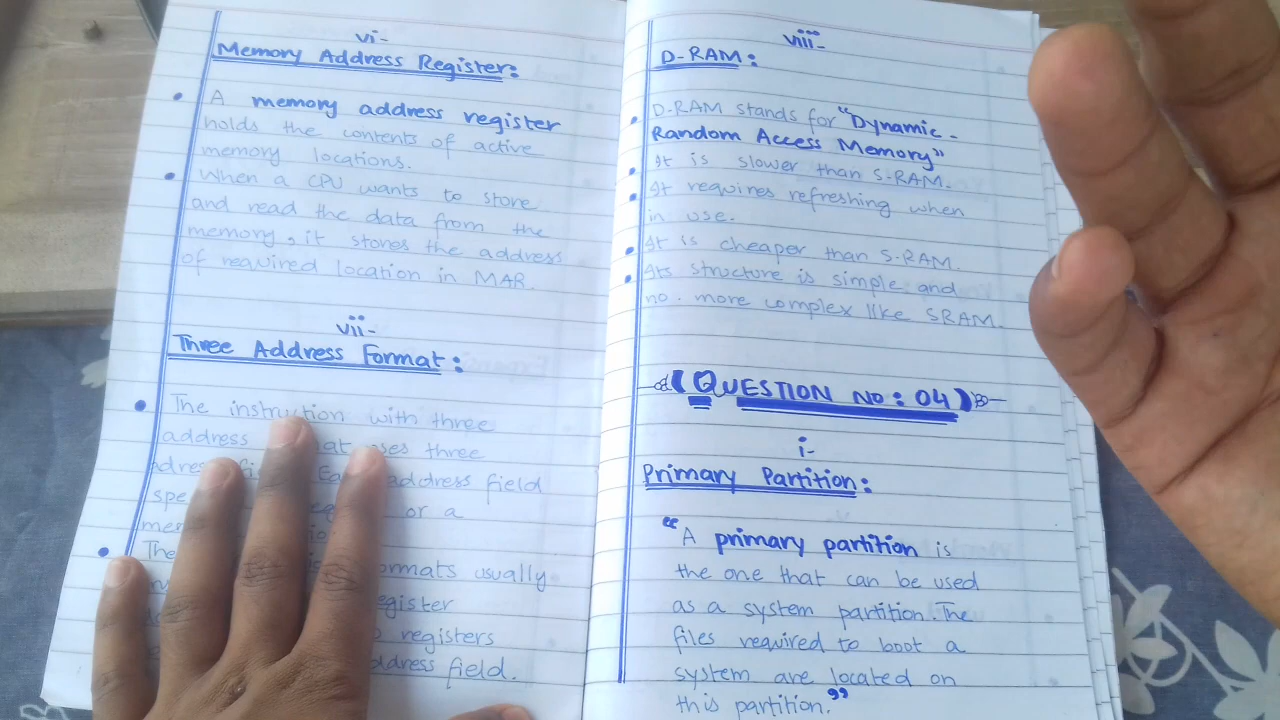 vi-
Memory Address Register:
A memory address register
holds the contents of active
memory locations.
When a CPU wants to store
and read the data from the
memory, it stores the address
of required location in MAR.
vii-
Three Address Format:
The instruction with three
address uses three
Each address field
or a
The formats usually
register
registers
address field.
viii-
D-RAM:
D-RAM stands for "Dynamic-
Random Access Memory"
It is slower than S-RAM.
It requires refreshing when
in use.
It is cheaper than S-RAM.
Its structure is simple and
no. more complex like SRAM.
QUESTION NO: 04
i-
Primary Partition:
"A primary partition is
the one that can be used
as a system partition. The
files required to boot a
system are located on
this partition."